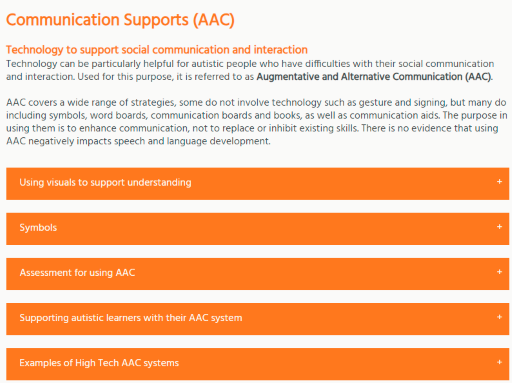 Communication Supports (AAC)
Technology to support social communication and interaction
Technology can be particularly helpful for autistic people who have difficulties with their social communication
and interaction. Used for this purpose, it is referred to as Augmentative and Alternative Communication (AAC).
AAC covers a wide range of strategies, some do not involve technology such as gesture and signing, but many do
including symbols, word boards, communication boards and books, as well as communication aids. The purpose in
using them is to enhance communication, not to replace or inhibit existing skills. There is no evidence that using
AAC negatively impacts speech and language development.
Using visuals to support understanding +
Symbols +
Assessment for using AAC +
Supporting autistic learners with their AAC system +
Examples of High Tech AAC systems +